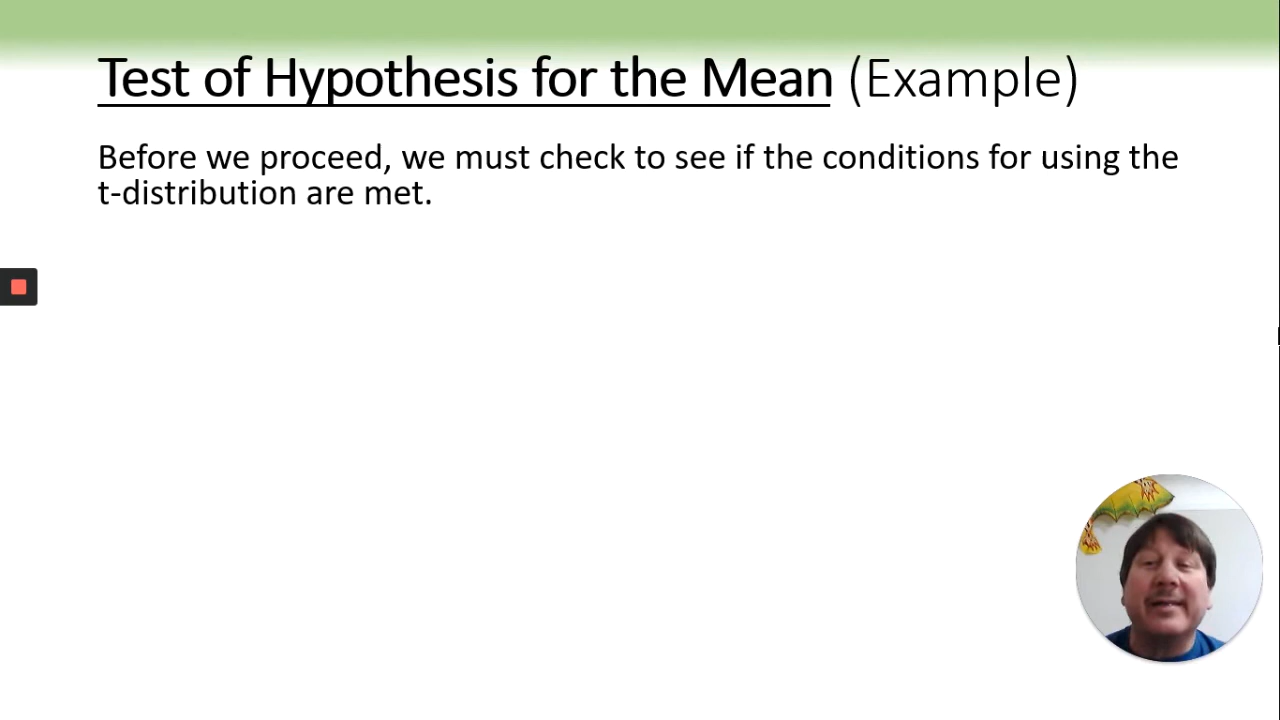 Test of Hypothesis for the Mean (Example)
Before we proceed, we must check to see if the conditions for using the
t-distribution are met.